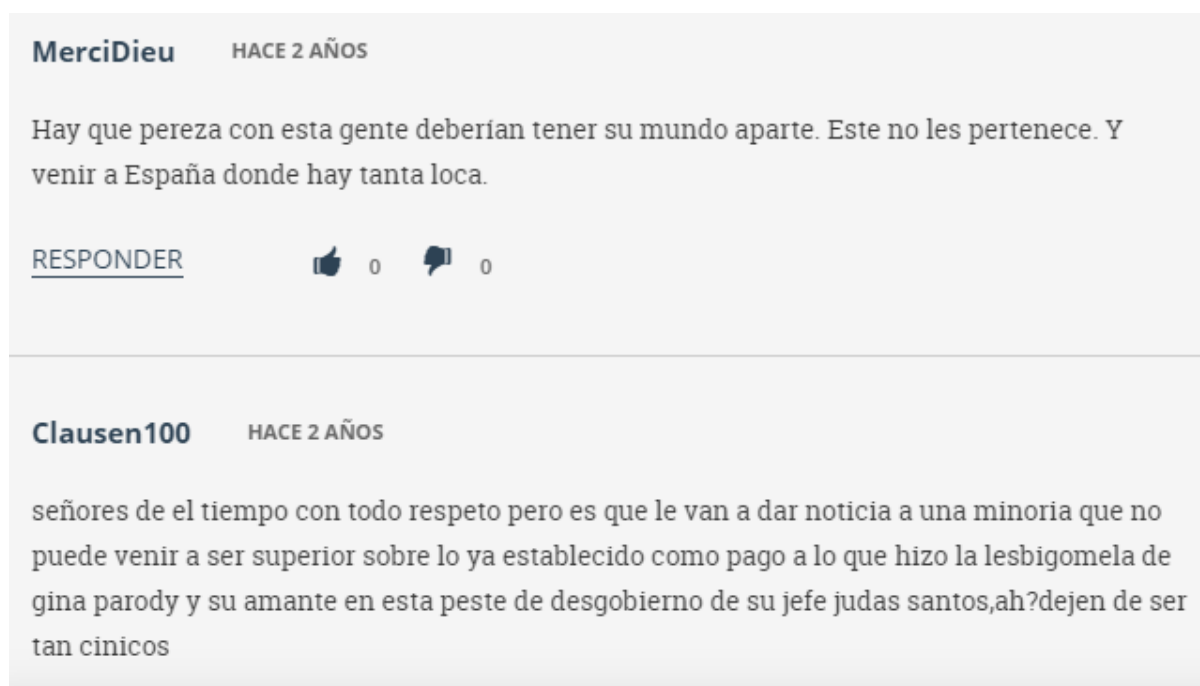 MerciDieu HACE 2 AÑOS
Hay que pereza con esta gente deberían tener su mundo aparte. Este no les pertenece. Y
venir a España donde hay tanta loca.
RESPONDER 0 0
Clausen100 HACE 2 AÑOS
señores de el tiempo con todo respeto pero es que le van a dar noticia a una minoria que no
puede venir a ser superior sobre lo ya establecido como pago a lo que hizo la lesbigomela de
gina parody y su amante en esta peste de desgobierno de su jefe judas santos,ah?dejen de ser
tan cinicos